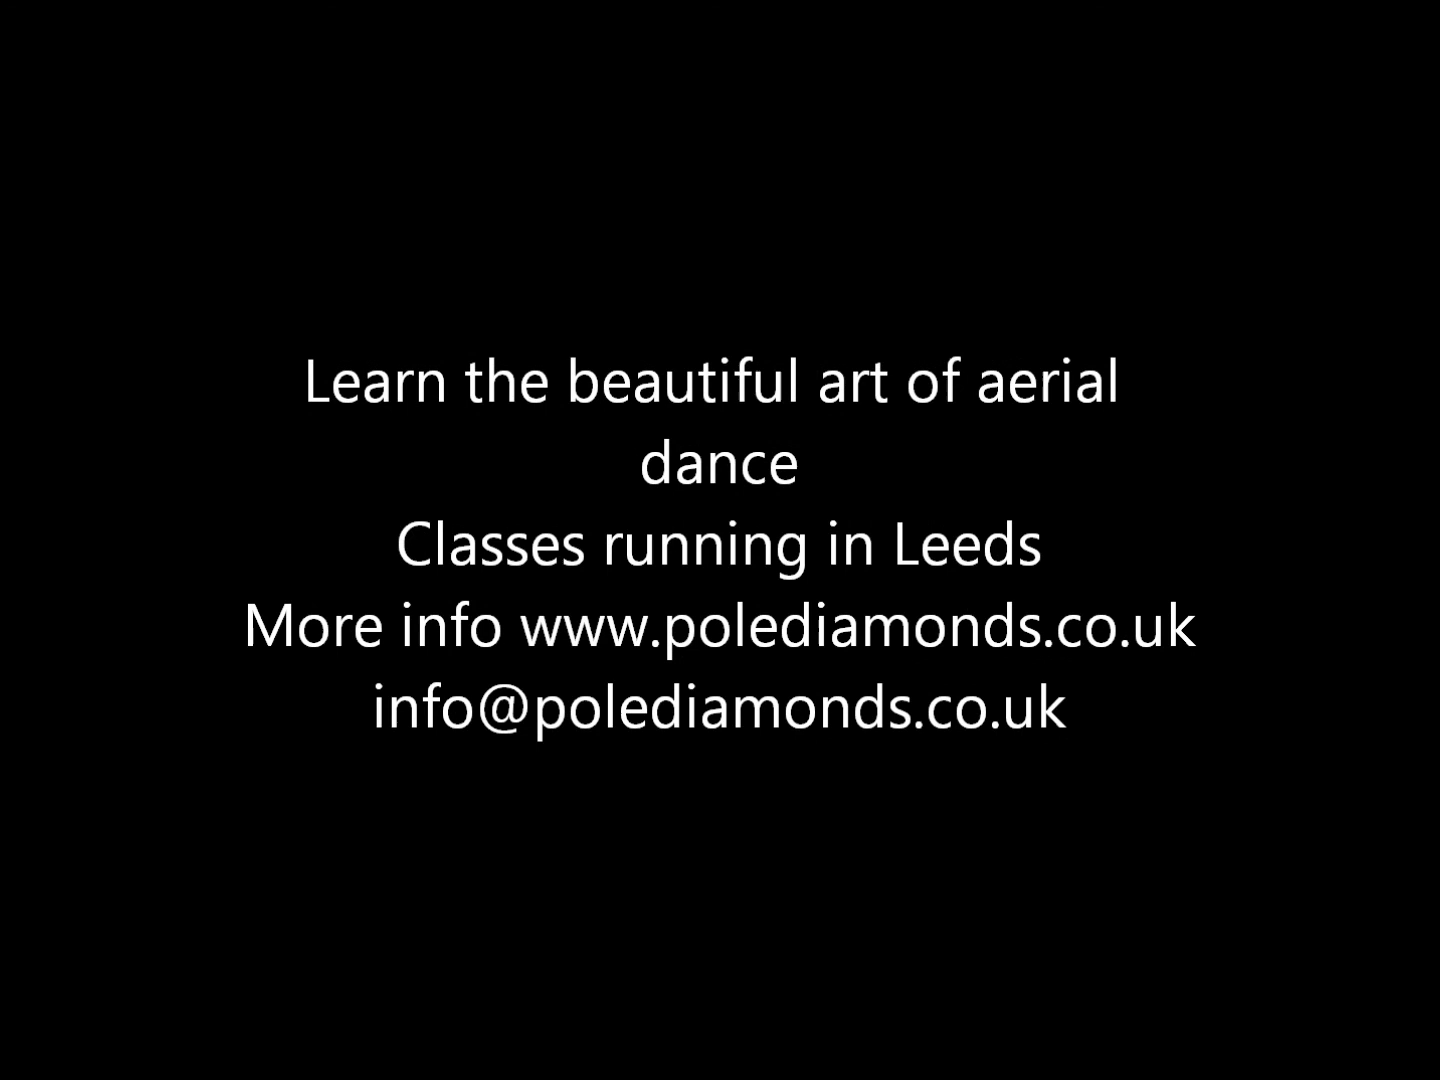 Learn the beautiful art of aerial
dance
Classes running in Leeds
More info www.polediamonds.co.uk
info@polediamonds.co.uk